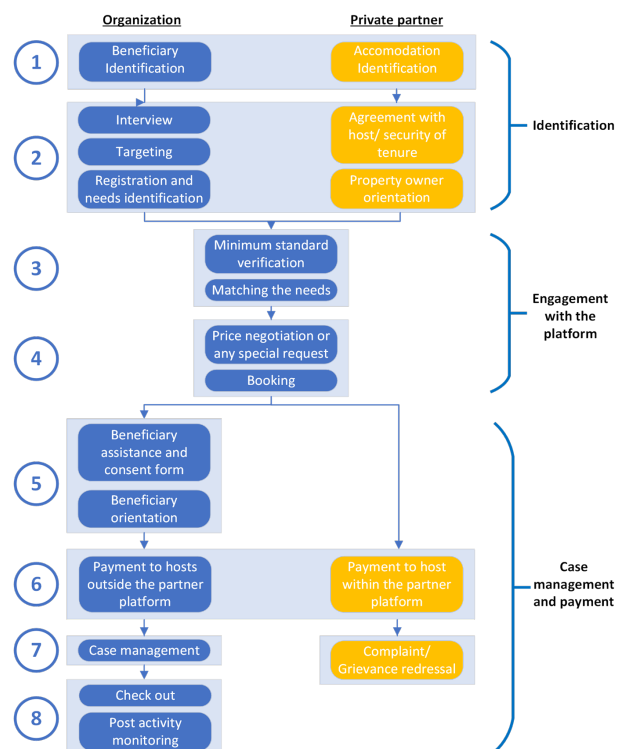 Organization
Private partner
1
Beneficiary
Identification
Accomodation
Identification
Identification
2
Interview
Targeting
Registration and
needs identification
Agreement with
host/ security of
tenure
Property owner
orientation
3
Minimum standard
verification
Matching the needs
Engagement
with the
platform
4
Price negotiation or
any special request
Booking
5
Beneficiary
assistance and
consent form
Beneficiary
orientation
6
Payment to hosts
outside the partner
platform
Payment to host
within the partner
platform
Case
management
and payment
7
Case management
Complaint/
Grievance redressal
8
Check out
Post activity
monitoring